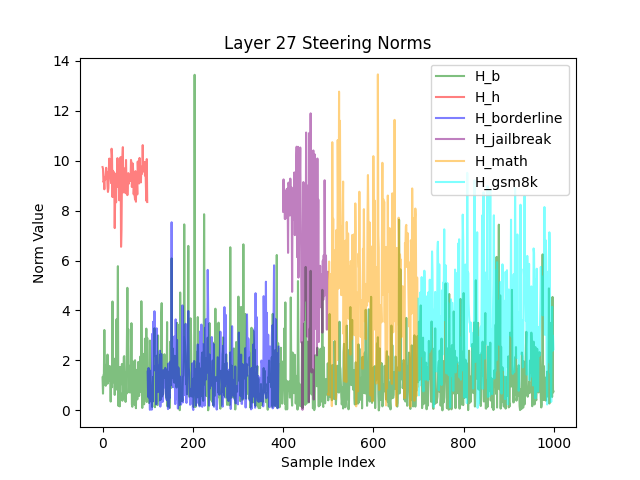 Layer 27 Steering Norms
14
12
10
8
6
4
2
0
Norm Value
H_b
H_h
H_borderline
H_jailbreak
H_math
H_gsm8k
0 200 400 600 800 1000
Sample Index